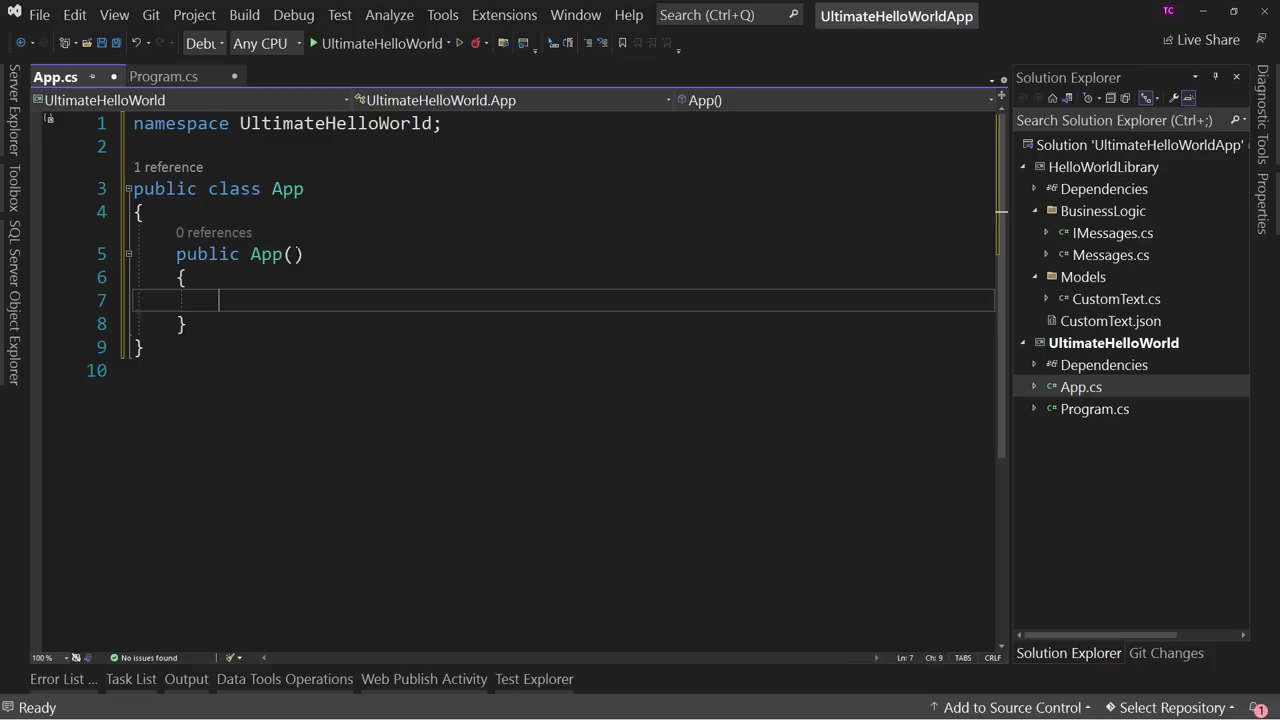 File Edit View Git Project Build Debug Test Analyze Tools Extensions Window Help Search (Ctrl+Q) UltimateHelloWorldApp TC
Debu Any CPU UltimateHelloWorld Live Share
App.cs Program.cs
UltimateHelloWorld UltimateHelloWorld.App App()
1 namespace UltimateHelloWorld;
2
1 reference
3 public class App
4 {
0 references
5 public App()
6 {
7
8 }
9 }
10
100 % No issues found Ln: 7 Ch: 9 TABS CRLF
Server Explorer
Toolbox
SQL Server Object Explorer
Solution Explorer
Search Solution Explorer (Ctrl+;)
Solution 'UltimateHelloWorldApp'
HelloWorldLibrary
Dependencies
BusinessLogic
C# IMessages.cs
C# Messages.cs
Models
C# CustomText.cs
CustomText.json
UltimateHelloWorld
Dependencies
C# App.cs
C# Program.cs
Solution Explorer Git Changes
Diagnostic Tools
Properties
Error List ... Task List Output Data Tools Operations Web Publish Activity Test Explorer
Ready Add to Source Control Select Repository 1